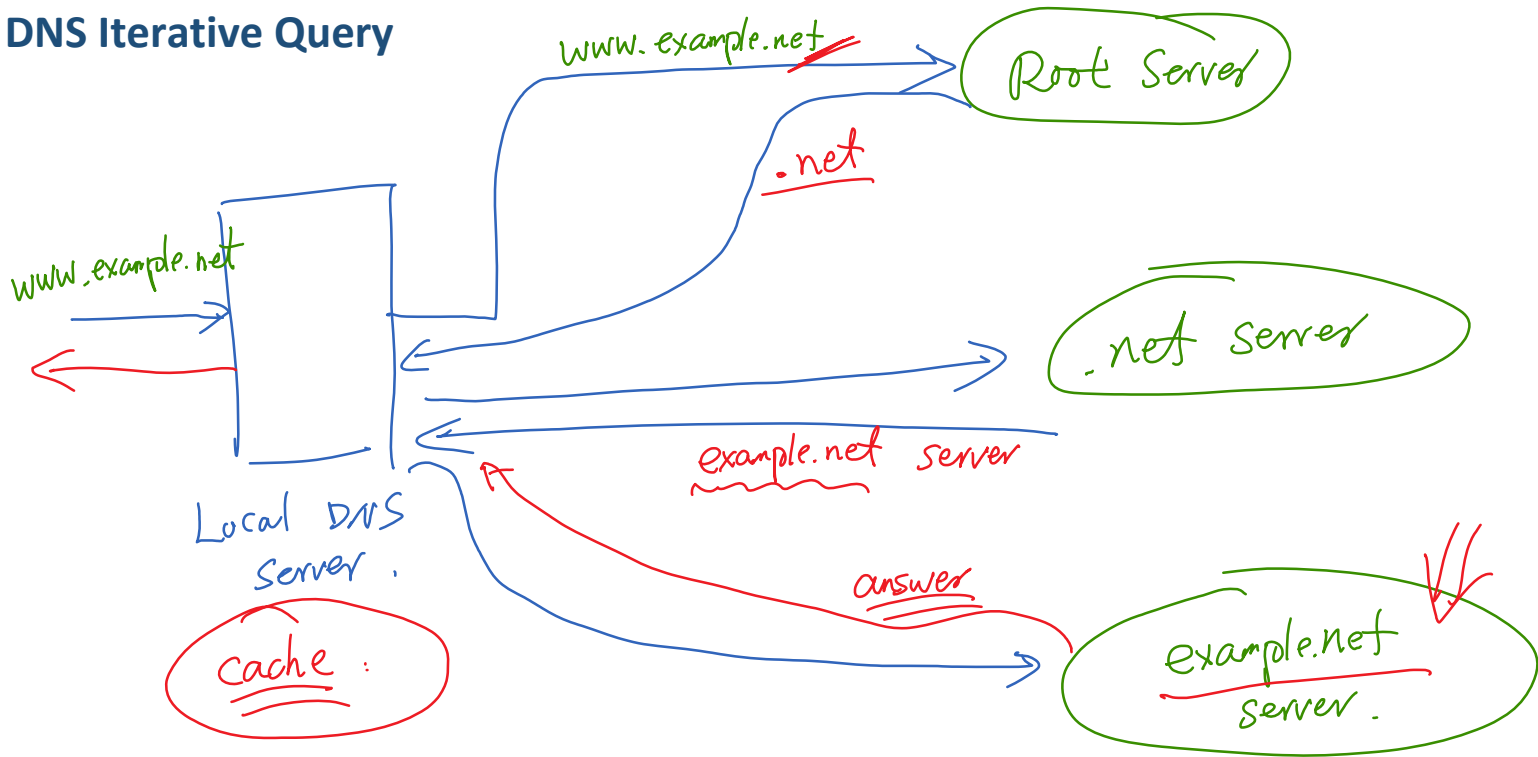 DNS Iterative Query
www.example.net
Root Server
.net
www.example.net
.net server
example.net server
Local DNS
server.
answer
cache :
example.net
server.